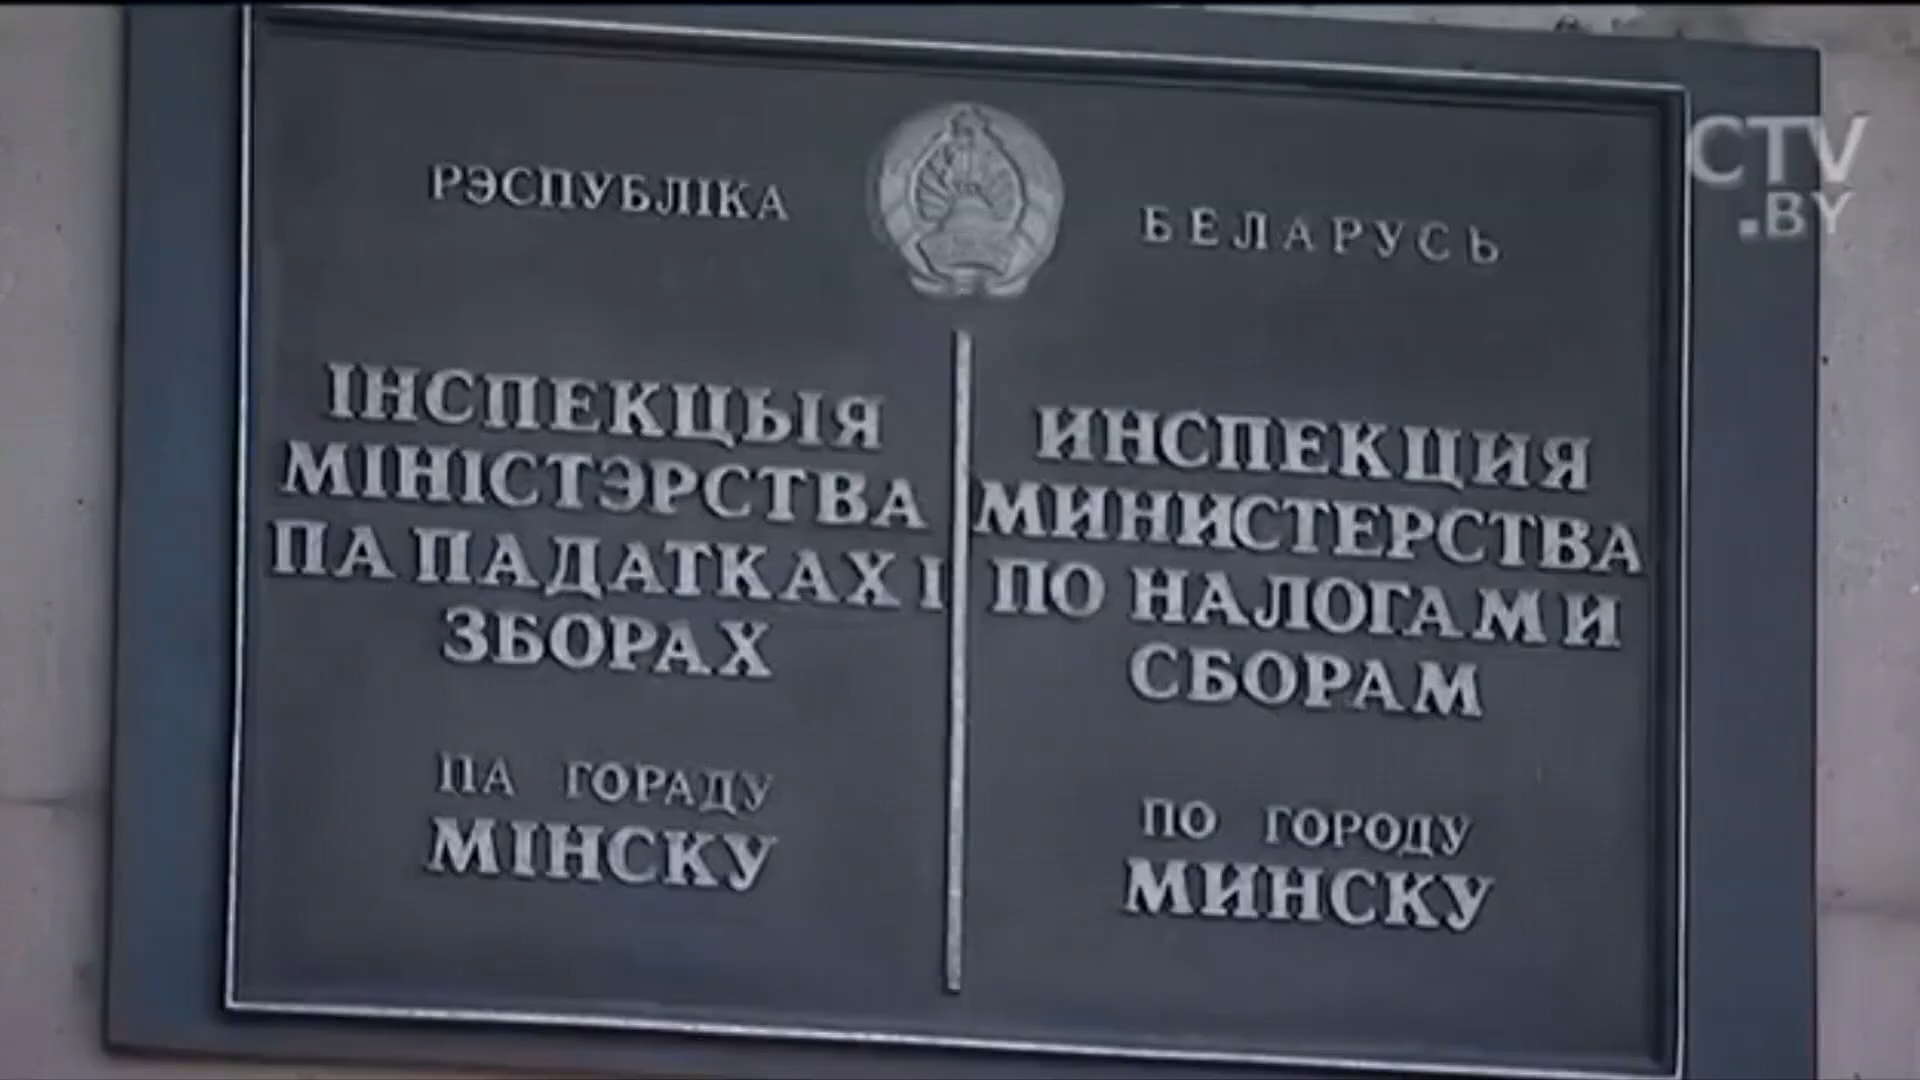 РЭСПУБЛІКА БЕЛАРУСЬ
ІНСПЕКЦЫЯ
МІНІСТЭРСТВА
ПА ПАДАТКАХ І
ЗБОРАХ
ПА ГОРАДУ
МІНСКУ
ИНСПЕКЦИЯ
МИНИСТЕРСТВА
ПО НАЛОГАМ И
СБОРАМ
ПО ГОРОДУ
МИНСКУ
CTV
.BY